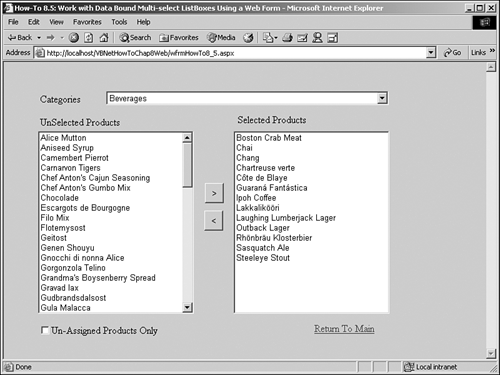 How-To 8.5: Work with Data Bound Multi-select ListBoxes Using a Web Form - Microsoft Internet Explorer
File Edit View Favorites Tools Help
Back Search Favorites Media
Address http://localhost/VBNetHowToChap8Web/wfrmHowTo8_5.aspx Go Links »
Categories Beverages
UnSelected Products Selected Products
Alice Mutton Boston Crab Meat
Aniseed Syrup Chai
Camembert Pierrot Chang
Carnarvon Tigers Chartreuse verte
Chef Anton's Cajun Seasoning Côte de Blaye
Chef Anton's Gumbo Mix Guaraná Fantástica
Chocolade > Ipoh Coffee
Escargots de Bourgogne Lakkalikööri
Filo Mix < Laughing Lumberjack Lager
Flotemysost Outback Lager
Geitost Rhönbräu Klosterbier
Genen Shouyu Sasquatch Ale
Gnocchi di nonna Alice Steeleye Stout
Gorgonzola Telino
Grandma's Boysenberry Spread
Gravad lax
Gudbrandsdalsost
Gula Malacca
Un-Assigned Products Only Return To Main
Done Local intranet